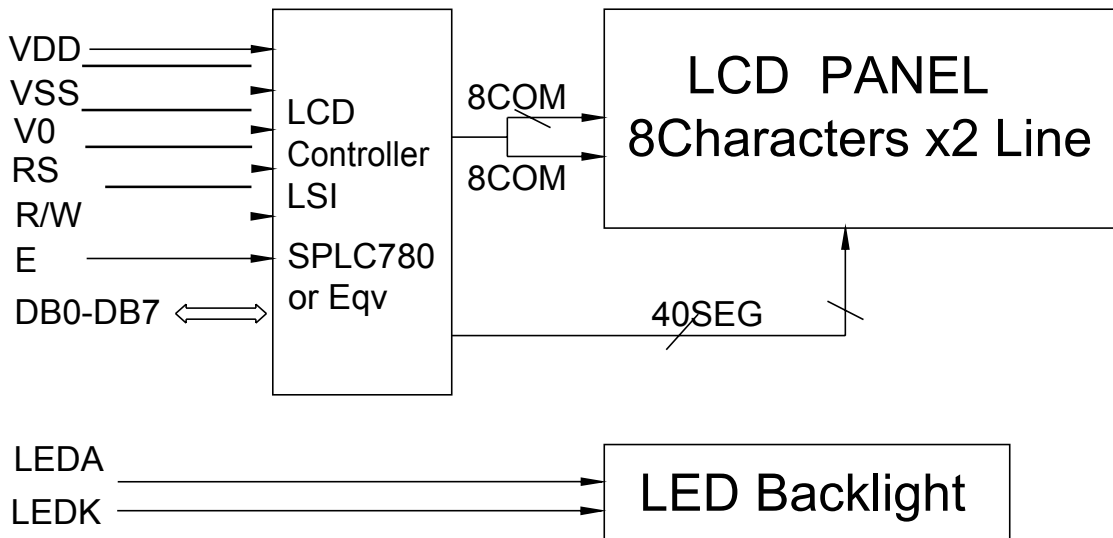 VDD
VSS
V0
RS
R/W
E
DB0-DB7
LCD
Controller
LSI
SPLC780
or Eqv
8COM
8COM
40SEG
LCD PANEL
8Characters x2 Line
LEDA
LEDK
LED Backlight